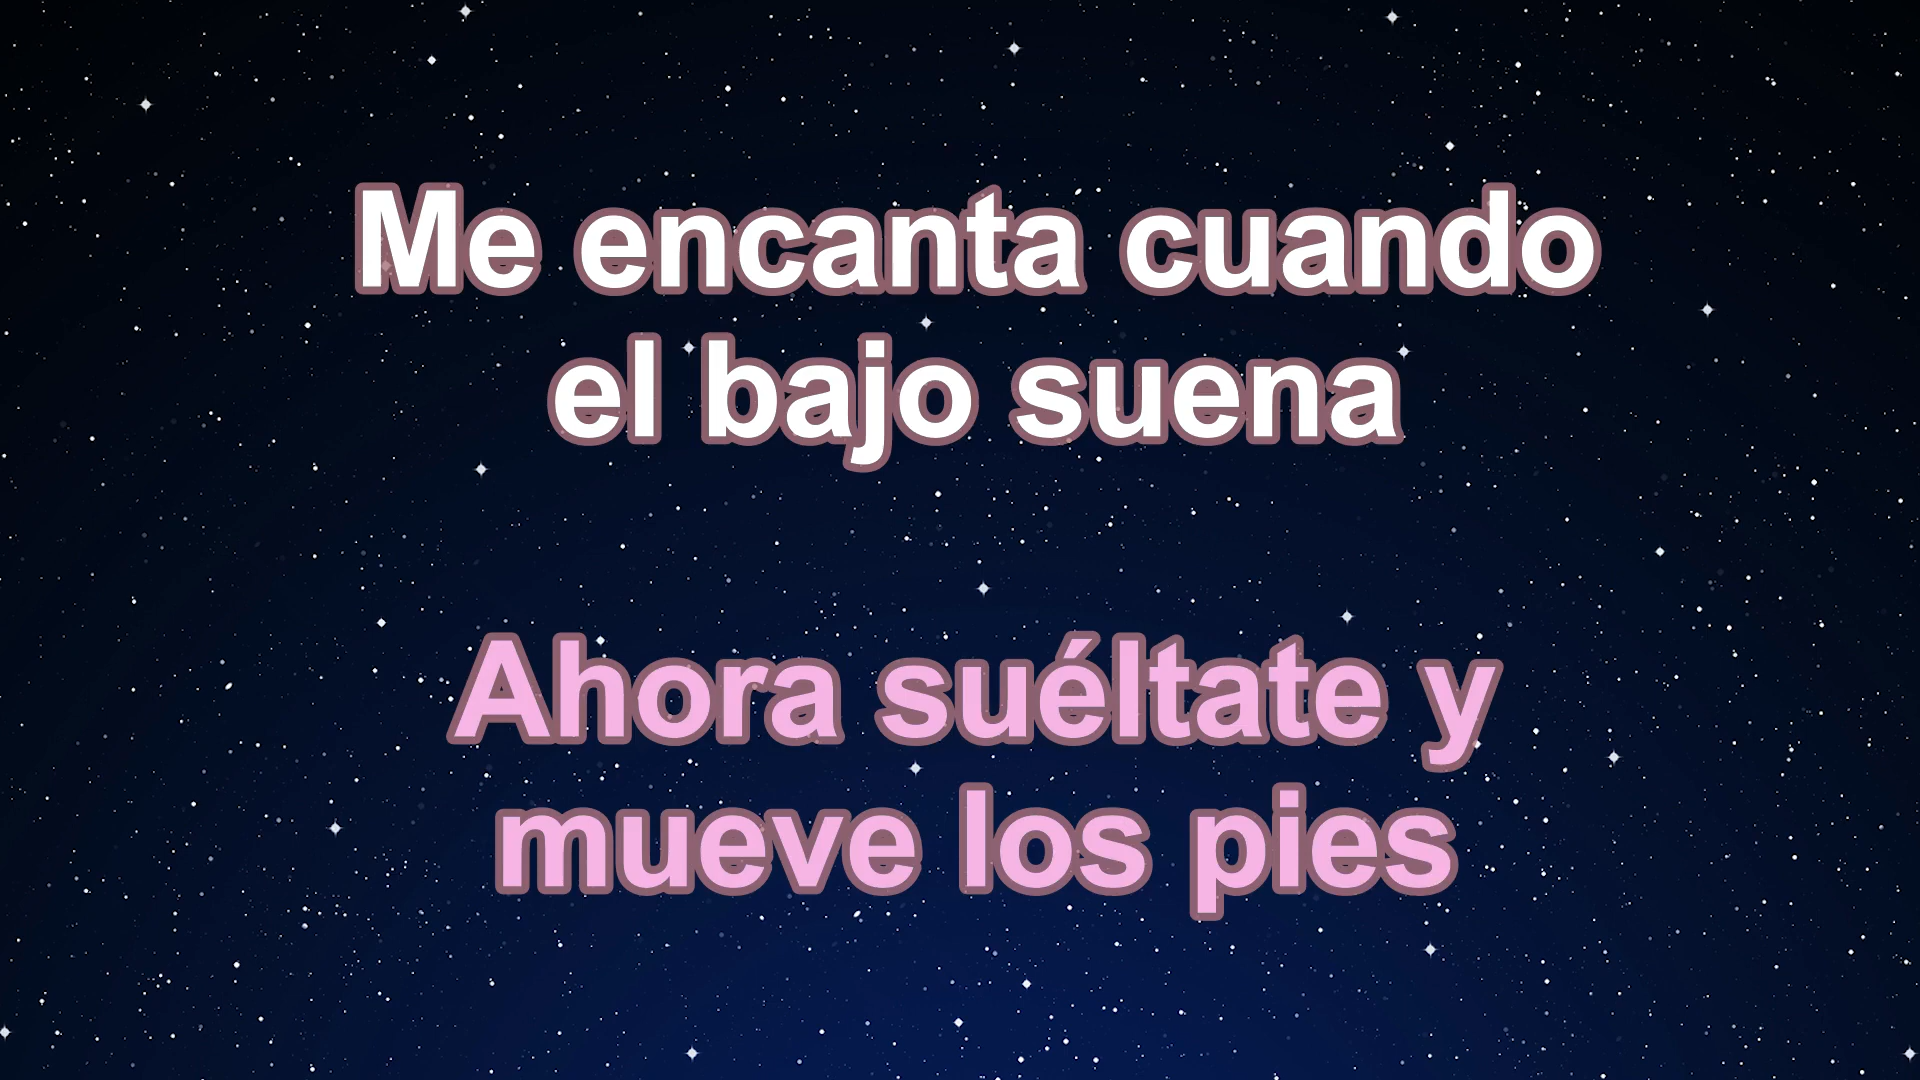 Me encanta cuando
el bajo suena
Ahora suéltate y
mueve los pies